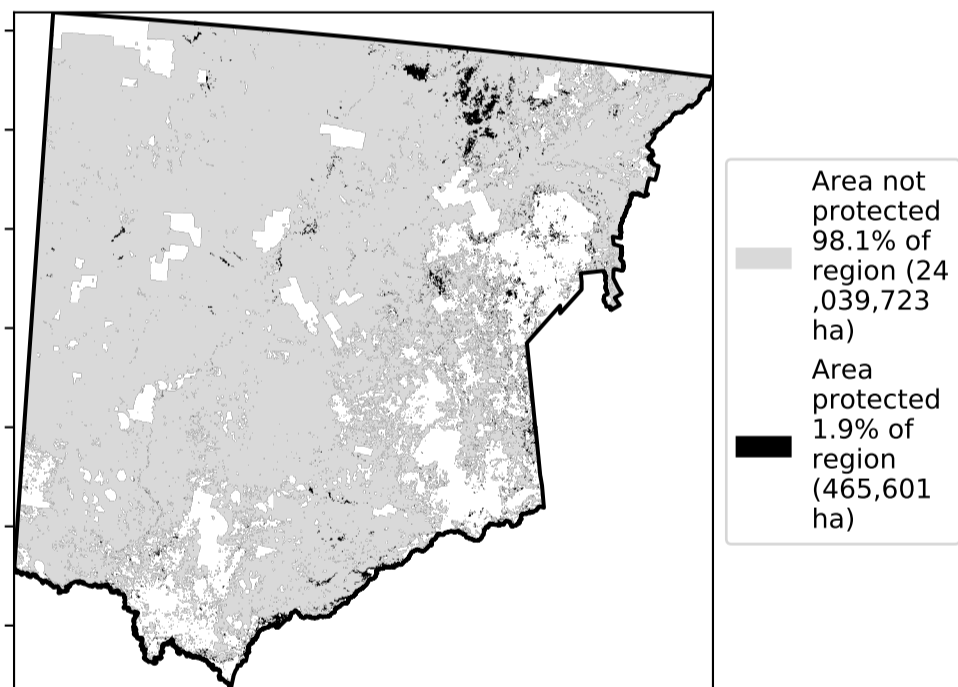 Area not
protected
98.1% of
region (24
,039,723
ha)
Area
protected
1.9% of
region
(465,601
ha)